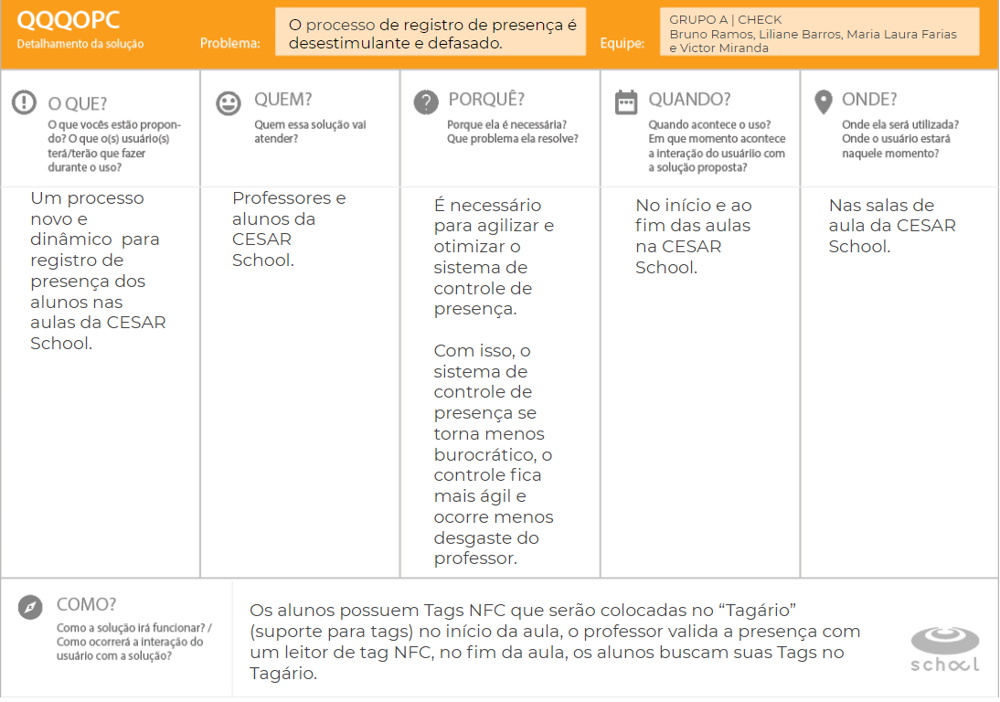 QQQOPC
Detalhamento da solução
Problema:
O processo de registro de presença é
desestimulante e defasado.
Equipe:
GRUPO A | CHECK
Bruno Ramos, Liliane Barros, Maria Laura Farias
e Victor Miranda
O QUE?
O que vocês estão propon-
do? O que o(s) usuário(s)
terá/terão que fazer
durante o uso?
Um processo
novo e
dinâmico  para
registro de
presença dos
alunos nas
aulas da CESAR
School.
QUEM?
Quem essa solução vai
atender?
Professores e
alunos da
CESAR
School.
PORQUÊ?
Porque ela é necessária?
Que problema ela resolve?
É necessário
para agilizar e
otimizar o
sistema de
controle de
presença.
Com isso, o
sistema de
controle de
presença se
torna menos
burocrático, o
controle fica
mais ágil e
ocorre menos
desgaste do
professor.
QUANDO?
Quando acontece o uso?
Em que momento acontece
a interação do usuáriio com
a solução proposta?
No início e ao
fim das aulas
na CESAR
School.
ONDE?
Onde ela será utilizada?
Onde o usuário estará
naquele momento?
Nas salas de
aula da CESAR
School.
COMO?
Como a solução irá funcionar? /
Como ocorrerá a interação do
usuário com a solução?
Os alunos possuem Tags NFC que serão colocadas no “Tagário”
(suporte para tags) no início da aula, o professor valida a presença com
um leitor de tag NFC, no fim da aula, os alunos buscam suas Tags no
Tagário.
school